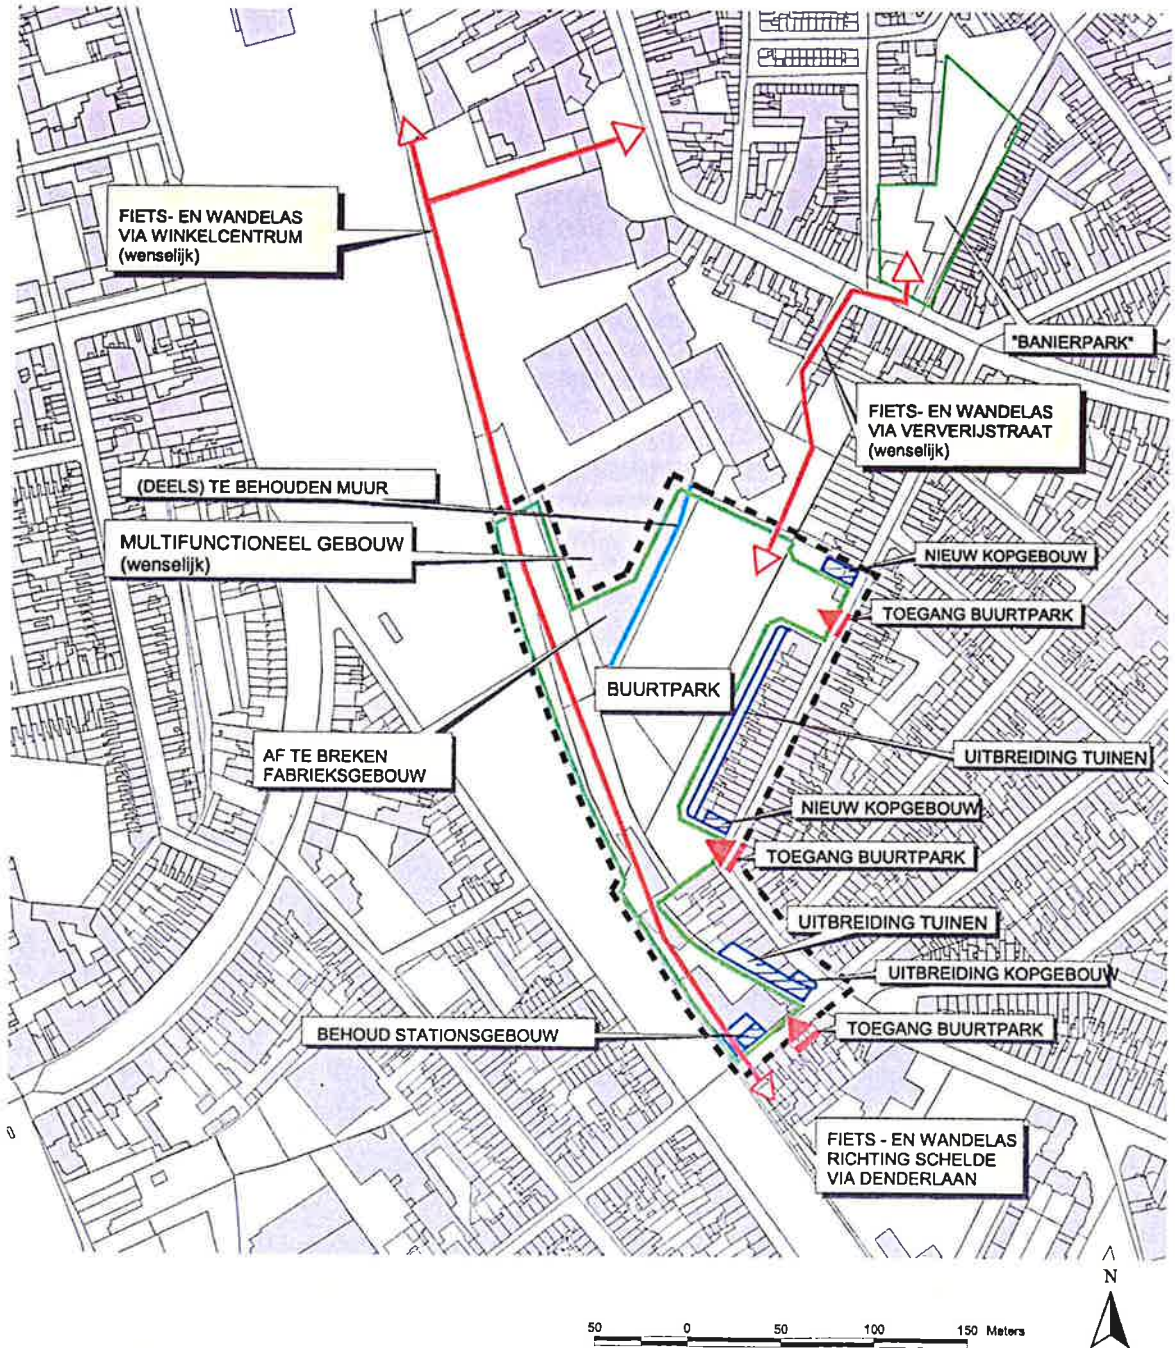 FIETS- EN WANDELAS
VIA WINKELCENTRUM
(wenselijk)
"BANIERPARK"
FIETS- EN WANDELAS
VIA VERVERIJSTRAAT
(wenselijk)
(DEELS) TE BEHOUDEN MUUR
MULTIFUNCTIONEEL GEBOUW
(wenselijk)
NIEUW KOPGEBOUW
TOEGANG BUURTPARK
BUURTPARK
AF TE BREKEN
FABRIEKSGEBOUW
UITBREIDING TUINEN
NIEUW KOPGEBOUW
TOEGANG BUURTPARK
UITBREIDING TUINEN
UITBREIDING KOPGEBOUW
BEHOUD STATIONSGEBOUW
TOEGANG BUURTPARK
FIETS - EN WANDELAS
RICHTING SCHELDE
VIA DENDERLAAN
N
50 0 50 100 150 Meters